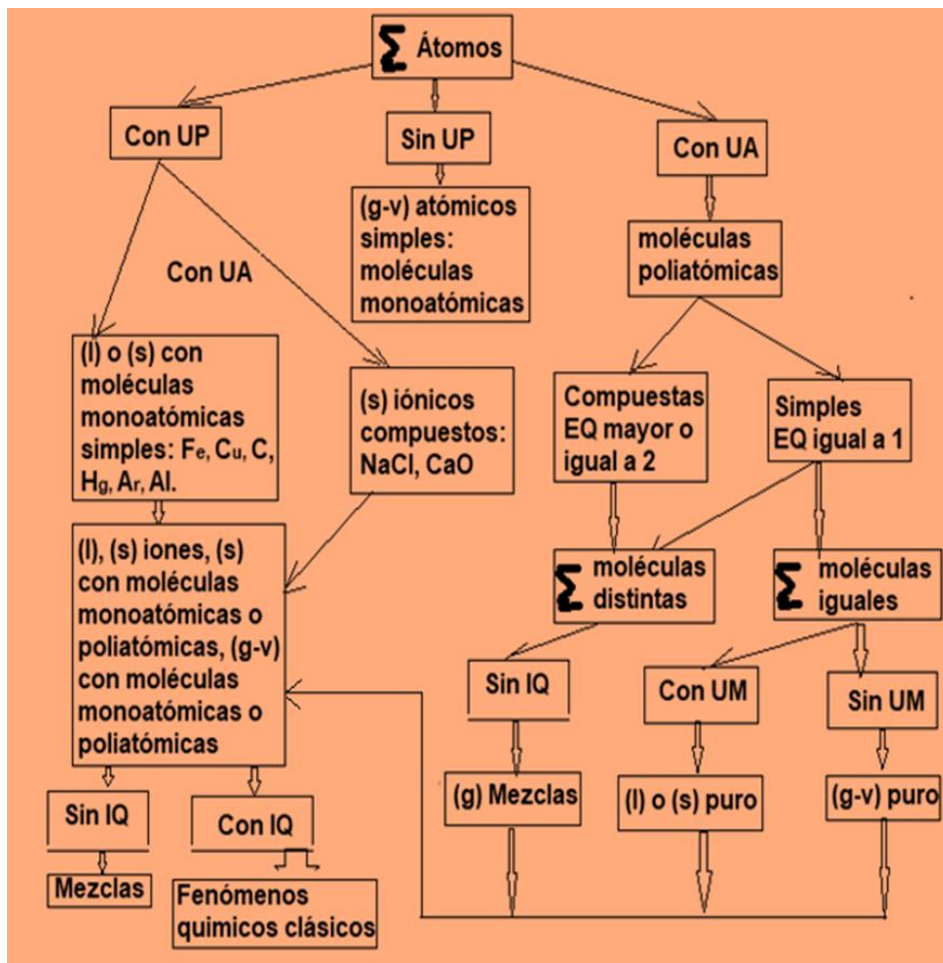 Σ Átomos
Con UP
Sin UP
Con UA
(g-v) atómicos
simples:
moléculas
monoatómicas
moléculas
poliatómicas
Con UA
(l) o (s) con
moléculas
monoatómicas
simples: Fe, Cu, C,
Hg, Ar, Al.
(s) iónicos
compuestos:
NaCl, CaO
Compuestas
EQ mayor o
igual a 2
Simples
EQ igual a 1
(l), (s) iones, (s)
con moléculas
monoatómicas o
poliatómicas, (g-v)
con moléculas
monoatómicas o
poliatómicas
Σ moléculas
distintas
Σ moléculas
iguales
Sin IQ
Con UM
Sin UM
(g) Mezclas
(l) o (s) puro
(g-v) puro
Sin IQ
Con IQ
Mezclas
Fenómenos
quimicos clásicos